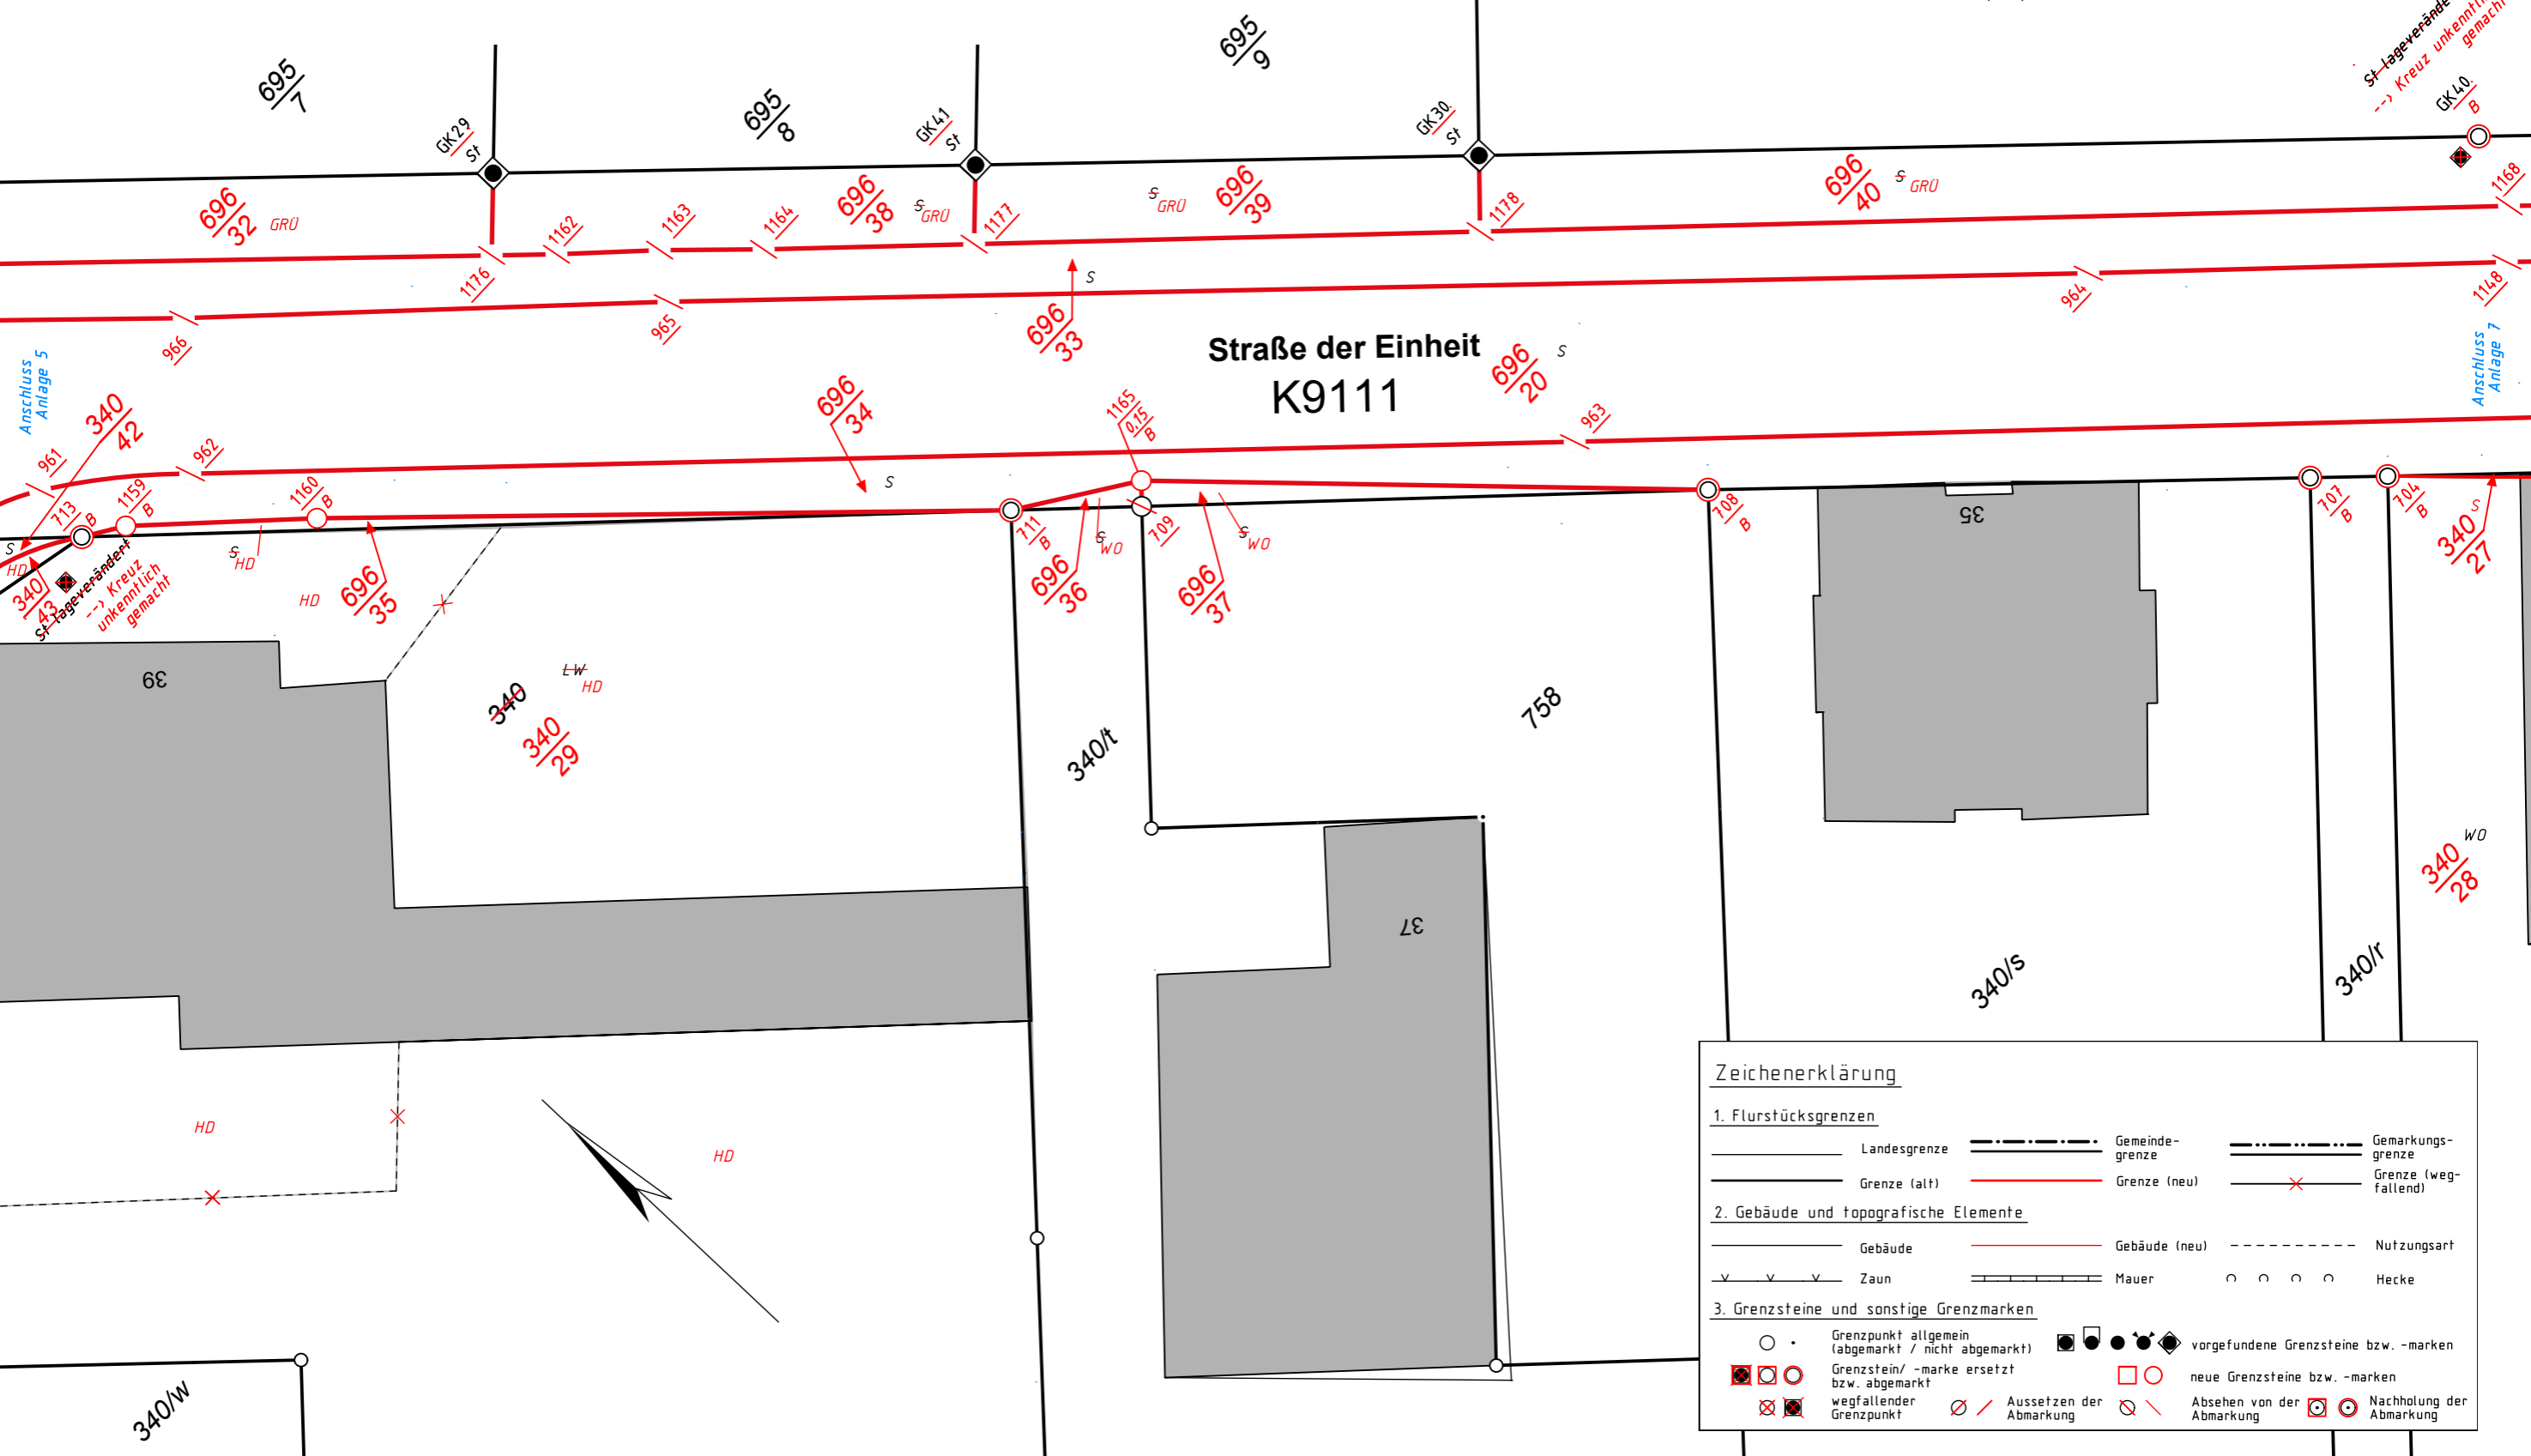 695
7
695
8
695
9
GK29
St
GK41
St
GK30.
St
St lageverände
--> Kreuz unkenntli
gemacht
GK40.
B
696
32
GRÜ
696
38
S
GRÜ
S
GRÜ
696
39
696
40
S
GRÜ
1162
1163
1164
1177
1178
1168
1176
966
965
S
696
33
964
1148
Straße der Einheit
K9111
696
20
S
Anschluss
Anlage 5
Anschluss
Anlage 7
340
42
696
34
1165
0,15
B
963
961
962
S
713
B
1159
B
1160
B
711
B
709
708
B
707
B
704
B
S
HD
S
HD
S
WO
S
WO
35
340
27
S
340
43
St lageverändert
--> Kreuz
unkenntlich
gemacht
HD
696
35
696
36
696
37
39
LW
HD
340
340
29
340/t
758
WO
340
28
37
340/s
340/r
HD
HD
340/w
Zeichenerklärung
1. Flurstücksgrenzen
Landesgrenze
Gemeinde-
grenze
Gemarkungs-
grenze
Grenze (alt)
Grenze (neu)
Grenze (weg-
fallend)
2. Gebäude und topografische Elemente
Gebäude
Gebäude (neu)
Nutzungsart
Zaun
Mauer
Hecke
3. Grenzsteine und sonstige Grenzmarken
Grenzpunkt allgemein
(abgemarkt / nicht abgemarkt)
vorgefundene Grenzsteine bzw. -marken
Grenzstein/ -marke ersetzt
bzw. abgemarkt
neue Grenzsteine bzw. -marken
wegfallender
Grenzpunkt
Aussetzen der
Abmarkung
Absehen von der
Abmarkung
Nachholung der
Abmarkung